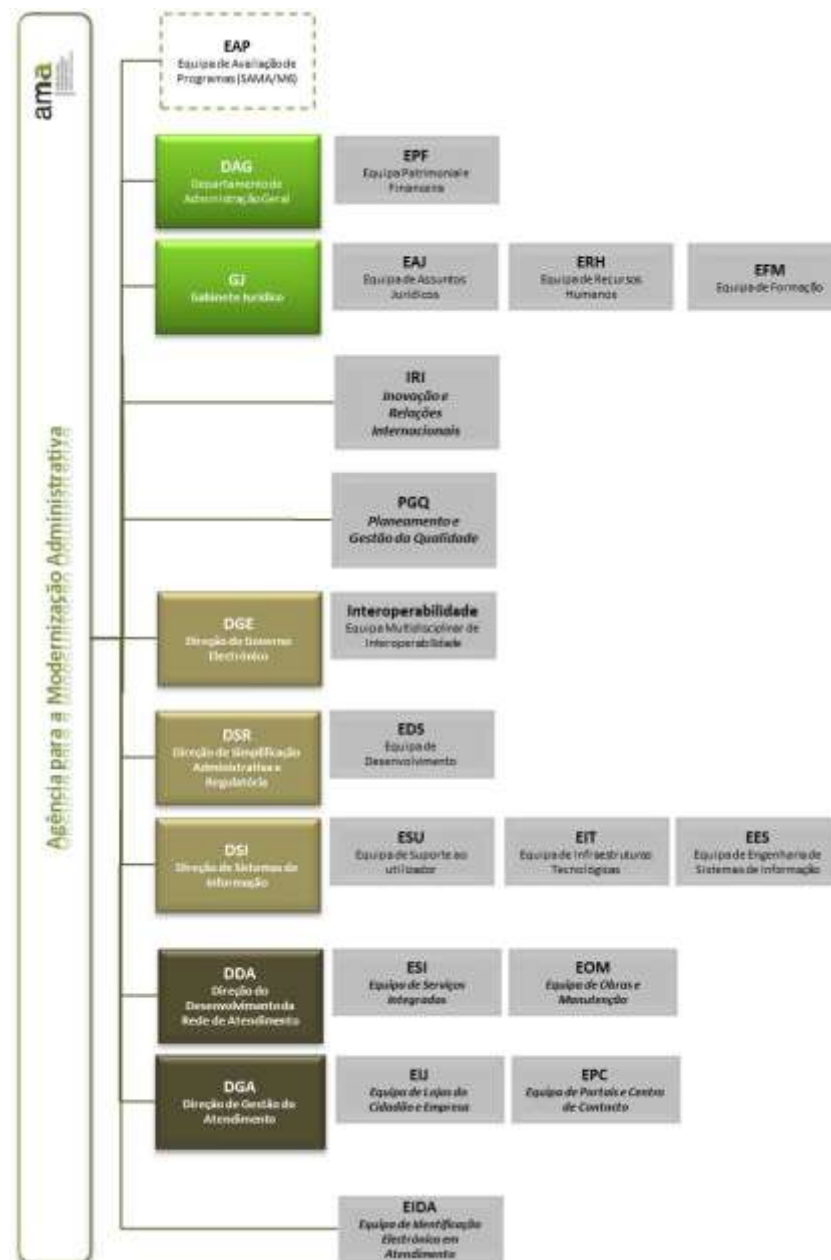 ama
Agência para a Modernização Administrativa
EAP
Equipa de Avaliação de
Programas (SAMA/M6)
DAG
Departamento de
Administração Geral
EPF
Equipa Patrimonial e
Financeira
GJ
Gabinete Jurídico
EAJ
Equipa de Assuntos
Jurídicos
ERH
Equipa de Recursos
Humanos
EFM
Equipa de Formação
IRI
Inovação e
Relações
Internacionais
PGQ
Planeamento e
Gestão da Qualidade
DGE
Direção do Governo
Electrónico
Interoperabilidade
Equipa Multidisciplinar de
Interoperabilidade
DSR
Direção de Simplificação
Administrativa e
Regulatória
EDS
Equipa de
Desenvolvimento
DSI
Direção de Sistemas de
Informação
ESU
Equipa de Suporte ao
utilizador
EIT
Equipa de Infraestruturas
Tecnológicas
EES
Equipa de Engenharia de
Sistemas de Informação
DDA
Direção do
Desenvolvimento da
Rede de Atendimento
ESI
Equipa de Serviços
Integrados
EOM
Equipa de Obras e
Manutenção
DGA
Direção de Gestão do
Atendimento
Equipa de Lojas do
Cidadão e Empresa
EPC
Equipa de Portais e Centro
de Contacto
EIDA
Equipa de Identificação
Electrónica em
Atendimento